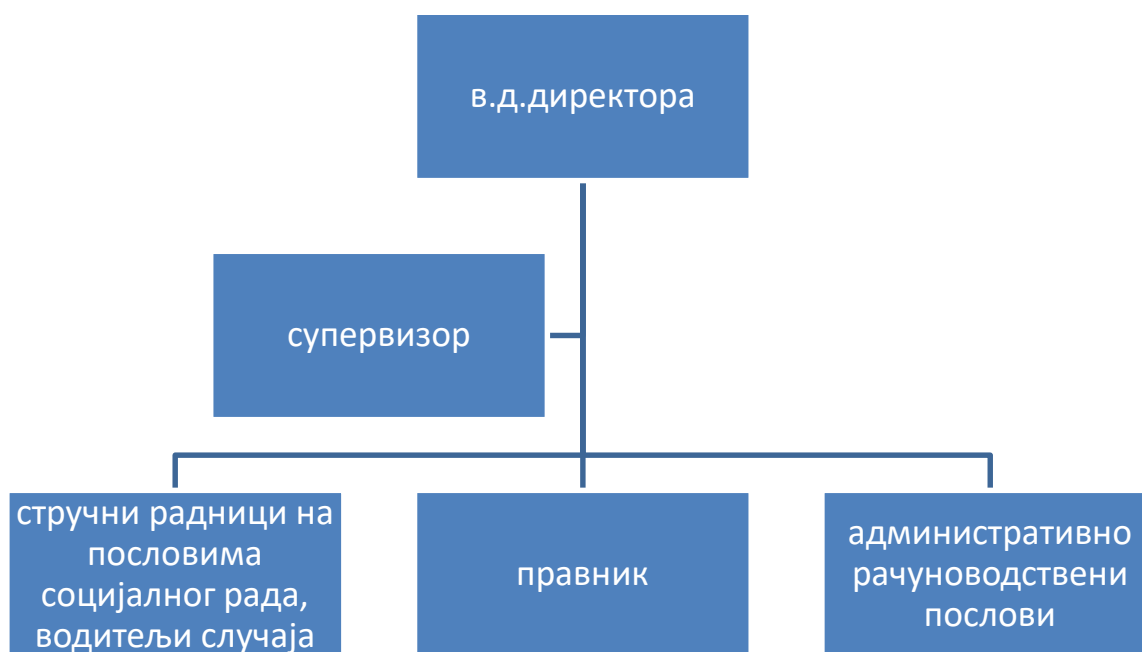 в.д.директора
супервизор
стручни радници на
пословима
социјалног рада,
водитељи случаја
правник
административно
рачуноводствени
послови